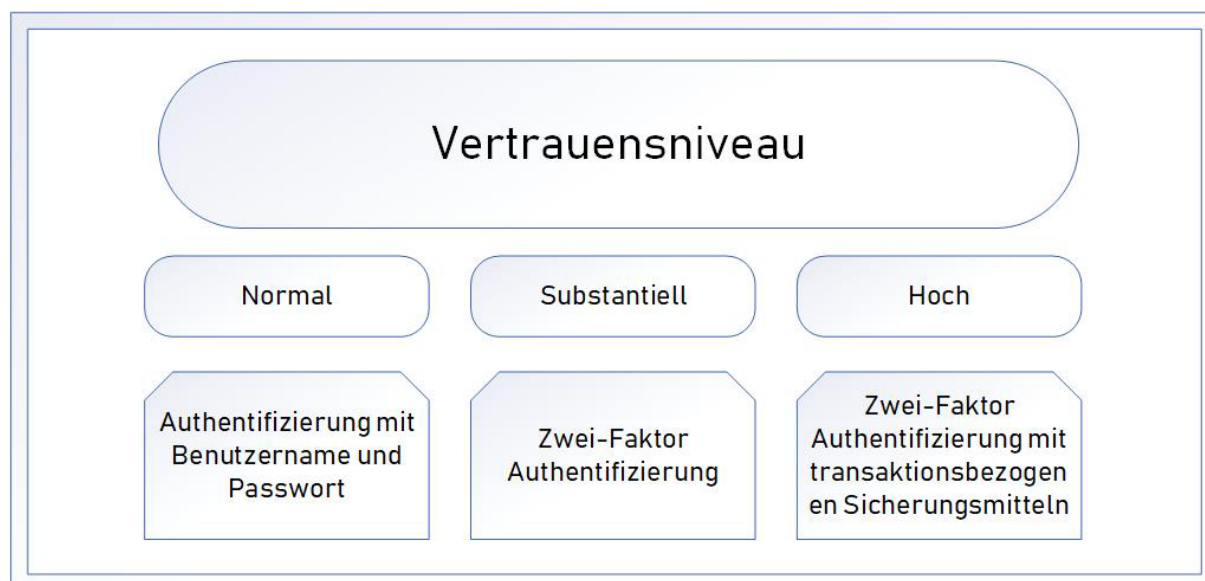 Vertrauensniveau
Normal
Substantiell
Hoch
Authentifizierung mit
Benutzername und
Passwort
Zwei-Faktor
Authentifizierung
Zwei-Faktor
Authentifizierung mit
transaktionsbezogen
en Sicherungsmitteln